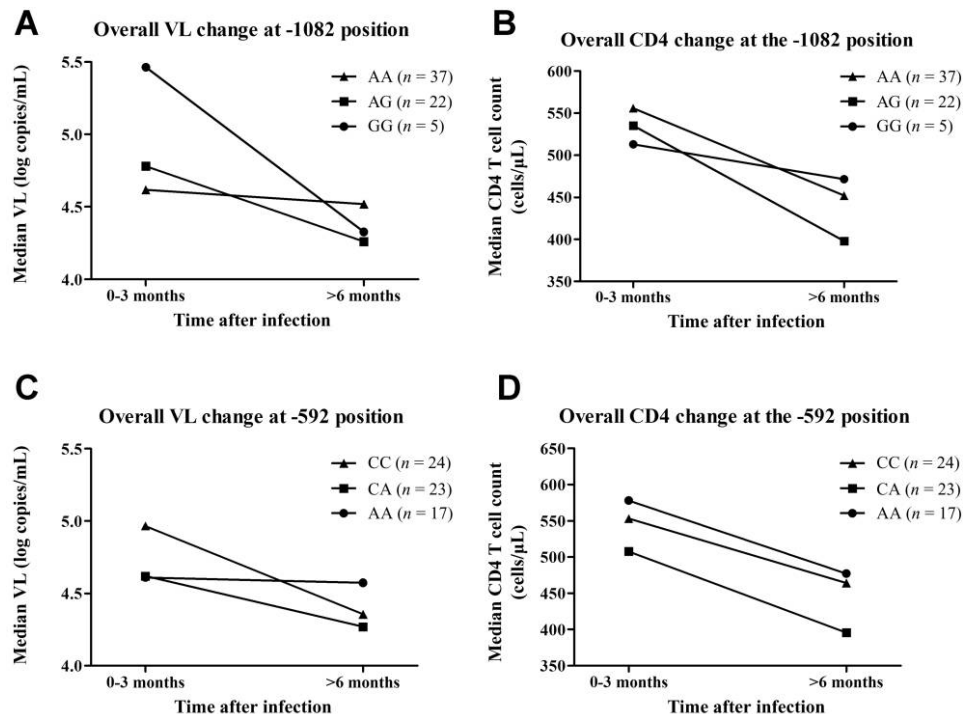 A
Overall VL change at -1082 position
Median VL (log copies/mL)
5.5
5.0
4.5
4.0
AA (n = 37)
AG (n = 22)
GG (n = 5)
0-3 months
>6 months
Time after infection
B
Overall CD4 change at the -1082 position
Median CD4 T cell count
(cells/µL)
600
550
500
450
400
350
AA (n = 37)
AG (n = 22)
GG (n = 5)
0-3 months
>6 months
Time after infection
C
Overall VL change at -592 position
Median VL (log copies/mL)
5.5
5.0
4.5
4.0
CC (n = 24)
CA (n = 23)
AA (n = 17)
0-3 months
>6 months
Time after infection
D
Overall CD4 change at the -592 position
Median CD4 T cell count
(cells/µL)
650
600
550
500
450
400
350
CC (n = 24)
CA (n = 23)
AA (n = 17)
0-3 months
>6 months
Time after infection